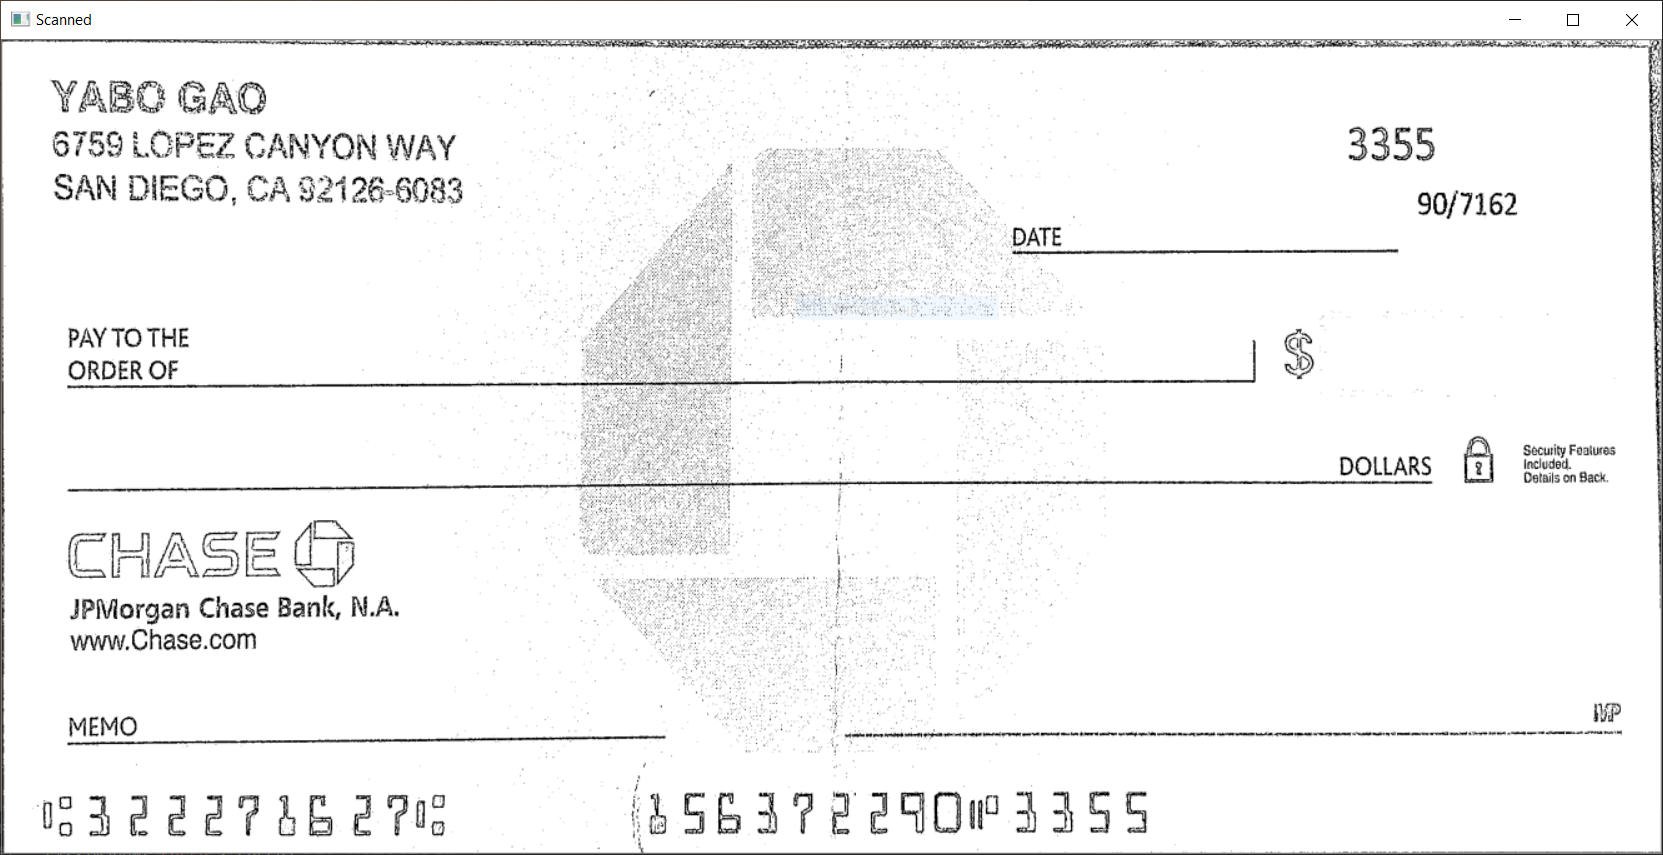 Scanned
YABO GAO
6759 LOPEZ CANYON WAY
SAN DIEGO, CA 92126-6083
3355
90/7162
DATE
PAY TO THE
ORDER OF
$
DOLLARS
Security Features
Included.
Details on Back.
CHASE
JPMorgan Chase Bank, N.A.
www.Chase.com
MEMO
MP
⑆322271627⑆ 156372290⑈3355